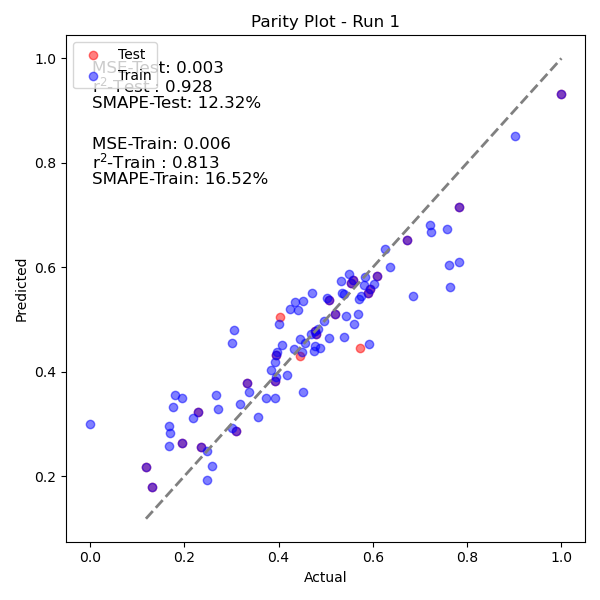 Parity Plot - Run 1
Test
Train
MSE-Test: 0.003
r²-Test : 0.928
SMAPE-Test: 12.32%
MSE-Train: 0.006
r²-Train : 0.813
SMAPE-Train: 16.52%
1.0
0.8
0.6
0.4
0.2
Predicted
0.0 0.2 0.4 0.6 0.8 1.0
Actual